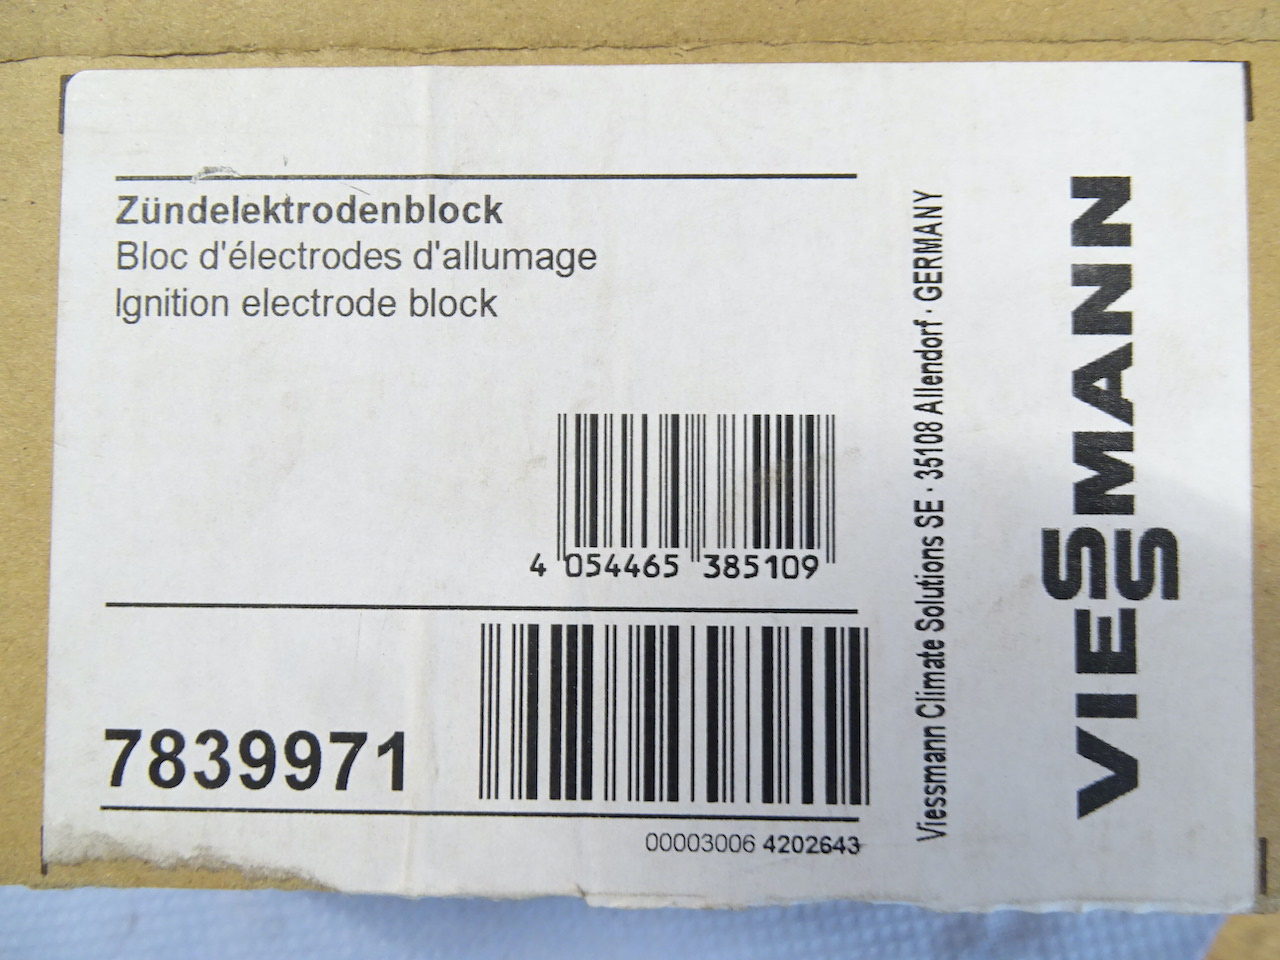 Zündelektrodenblock
Bloc d'électrodes d'allumage
Ignition electrode block
4 054465 385109
7839971
00003006 4202643
Viessmann Climate Solutions SE · 35108 Allendorf · GERMANY
VIESSMANN